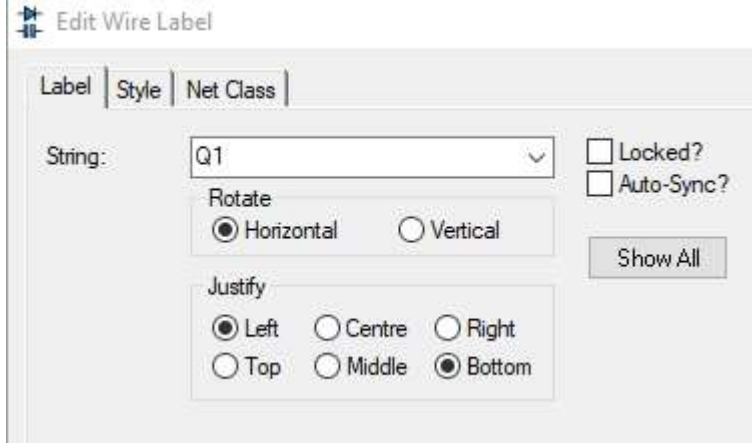 Edit Wire Label
Label Style Net Class
String: Q1 Locked?
Auto-Sync?
Rotate
Horizontal Vertical
Show All
Justify
Left Centre Right
Top Middle Bottom